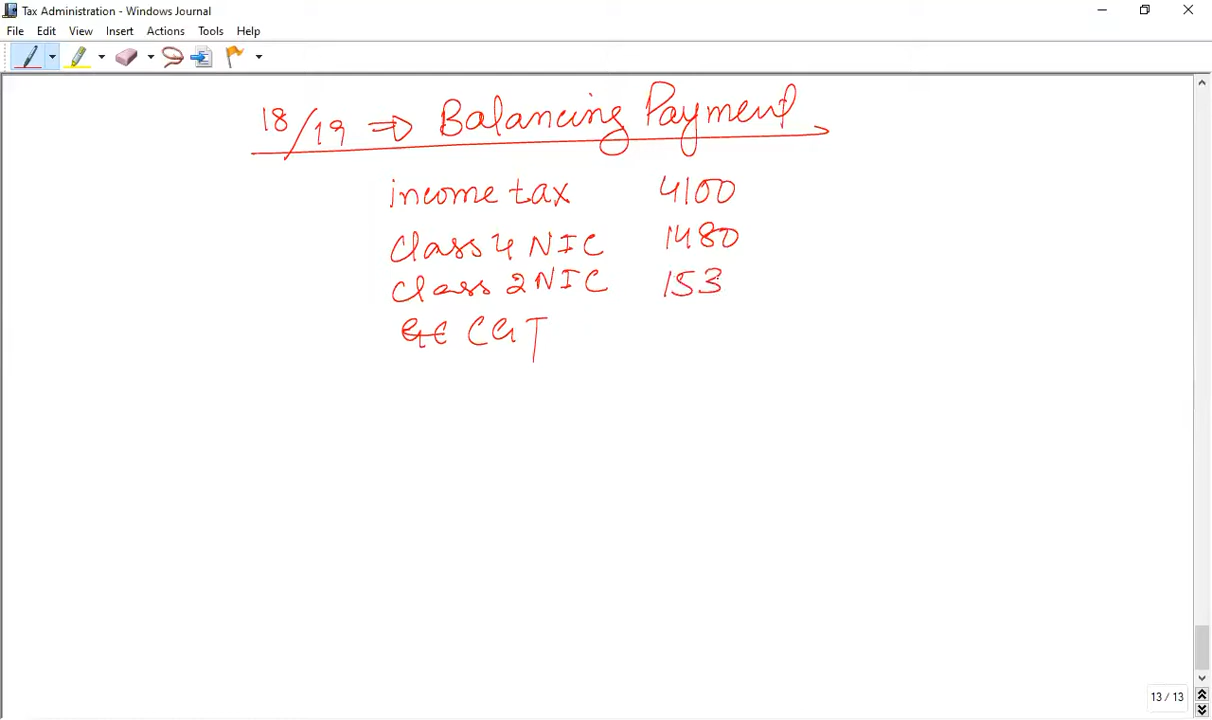 Tax Administration - Windows Journal
File Edit View Insert Actions Tools Help
18/19 ⇒ Balancing Payment
income tax 4100
class 4 NIC 1480
class 2 NIC 153
CGT
13 / 13